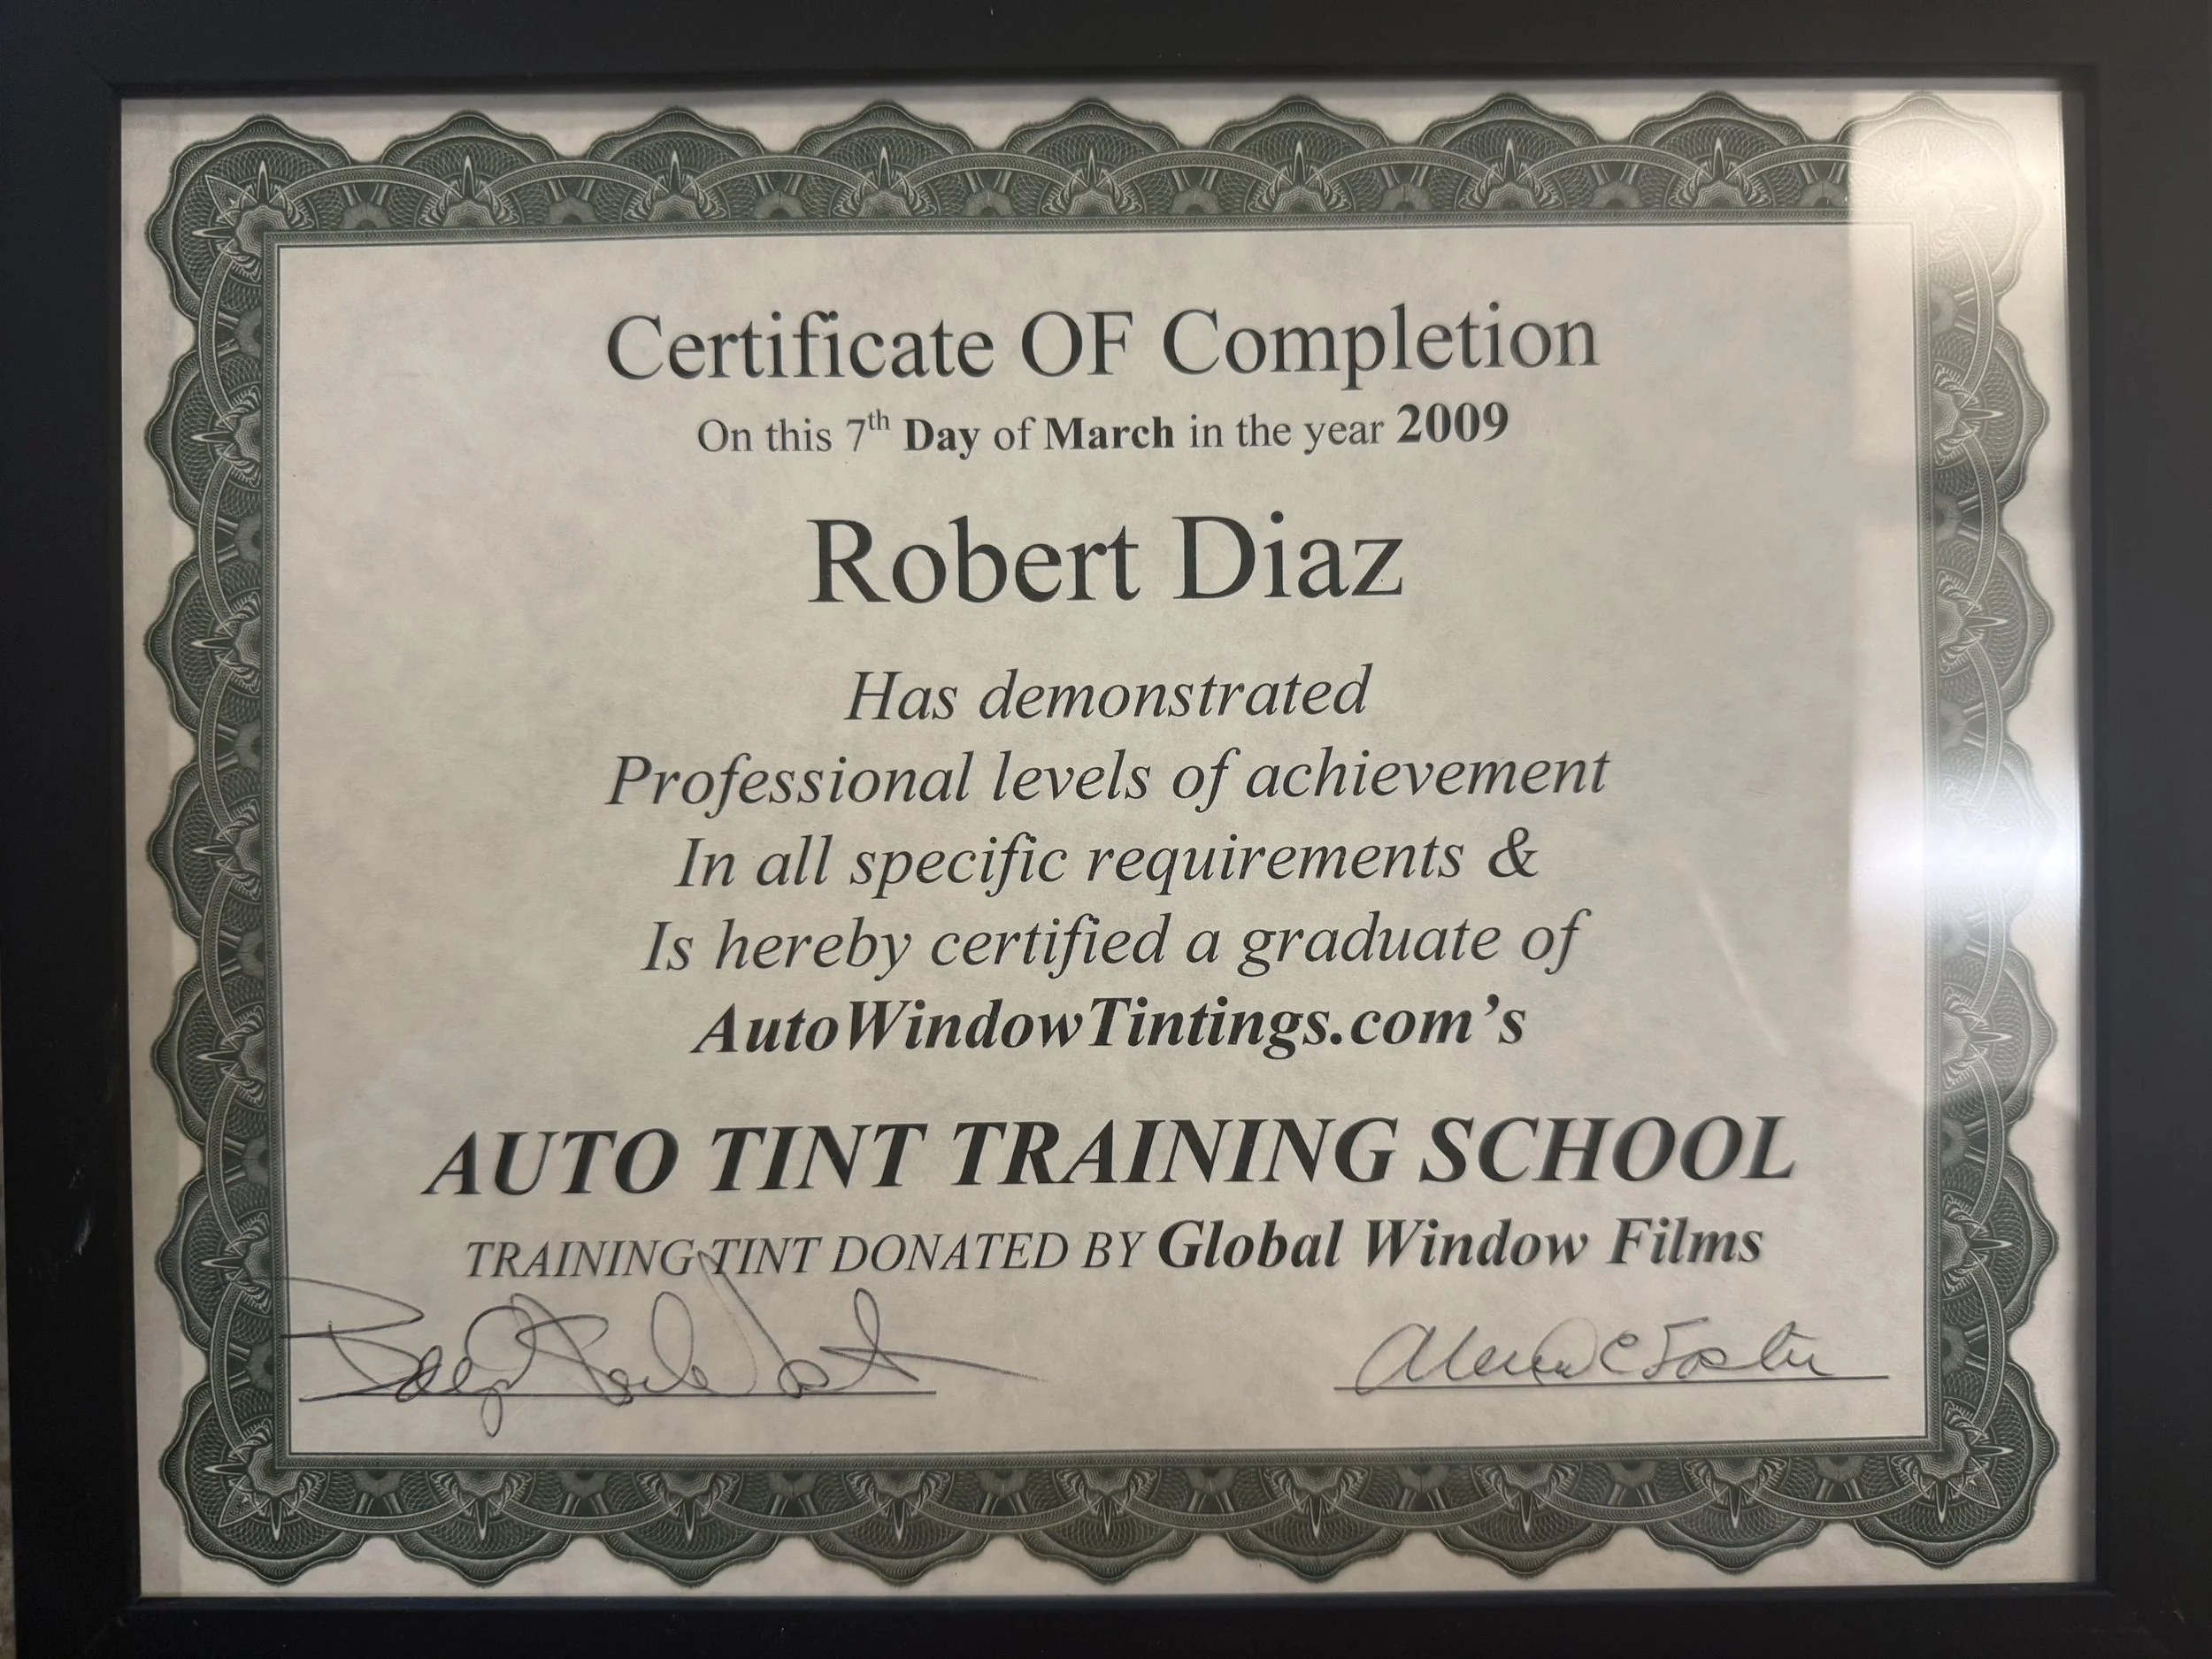 Certificate OF Completion
On this 7th Day of March in the year 2009
Robert Diaz
Has demonstrated
Professional levels of achievement
In all specific requirements &
Is hereby certified a graduate of
AutoWindowTintings.com's
AUTO TINT TRAINING SCHOOL
TRAINING TINT DONATED BY Global Window Films